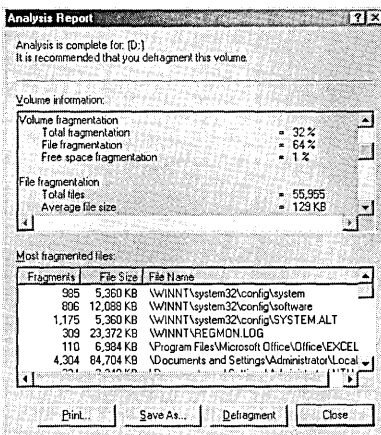 Analysis Report
Analysis is complete for: (D:)
It is recommended that you defragment this volume.
Volume information:
Volume fragmentation
Total fragmentation = 32 %
File fragmentation = 64 %
Free space fragmentation = 1 %
File fragmentation
Total files = 55,955
Average file size = 129 KB
Most fragmented files:
Fragments File Size File Name
985 5,360 KB \WINNT\system32\config\system
806 12,088 KB \WINNT\system32\config\software
1,175 5,360 KB \WINNT\system32\config\SYSTEM.ALT
309 23,372 KB \WINNT\REGMON.LOG
110 6,984 KB \Program Files\Microsoft Office\Office\EXCEL
4,304 84,704 KB \Documents and Settings\Administrator\Local
Print... Save As... Defragment Close